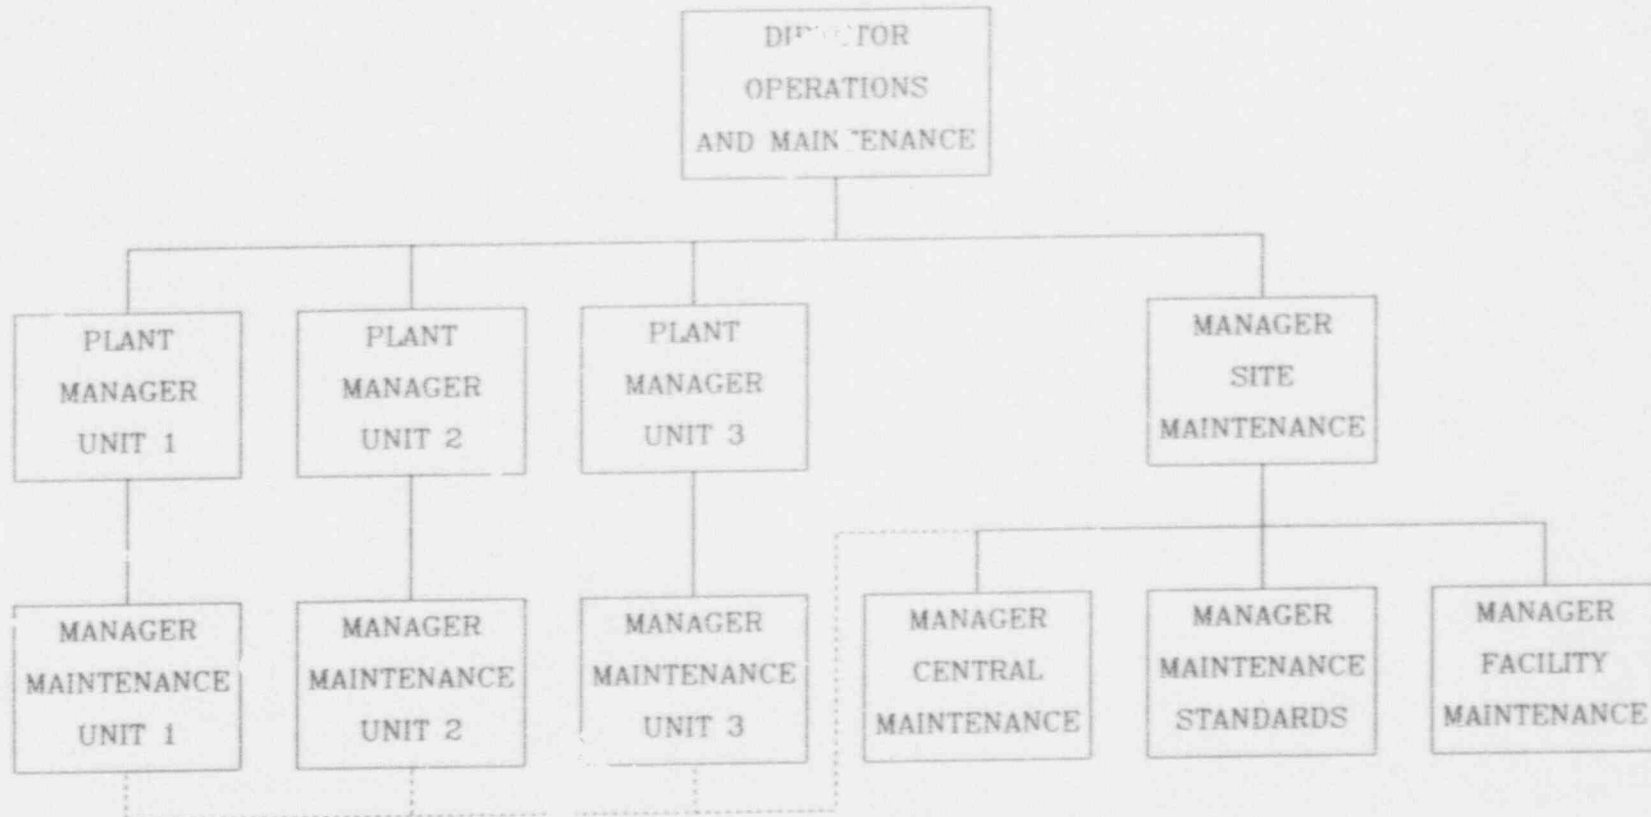 DIRECTOR
OPERATIONS
AND MAINTENANCE
PLANT
MANAGER
UNIT 1
PLANT
MANAGER
UNIT 2
PLANT
MANAGER
UNIT 3
MANAGER
SITE
MAINTENANCE
MANAGER
MAINTENANCE
UNIT 1
MANAGER
MAINTENANCE
UNIT 2
MANAGER
MAINTENANCE
UNIT 3
MANAGER
CENTRAL
MAINTENANCE
MANAGER
MAINTENANCE
STANDARDS
MANAGER
FACILITY
MAINTENANCE